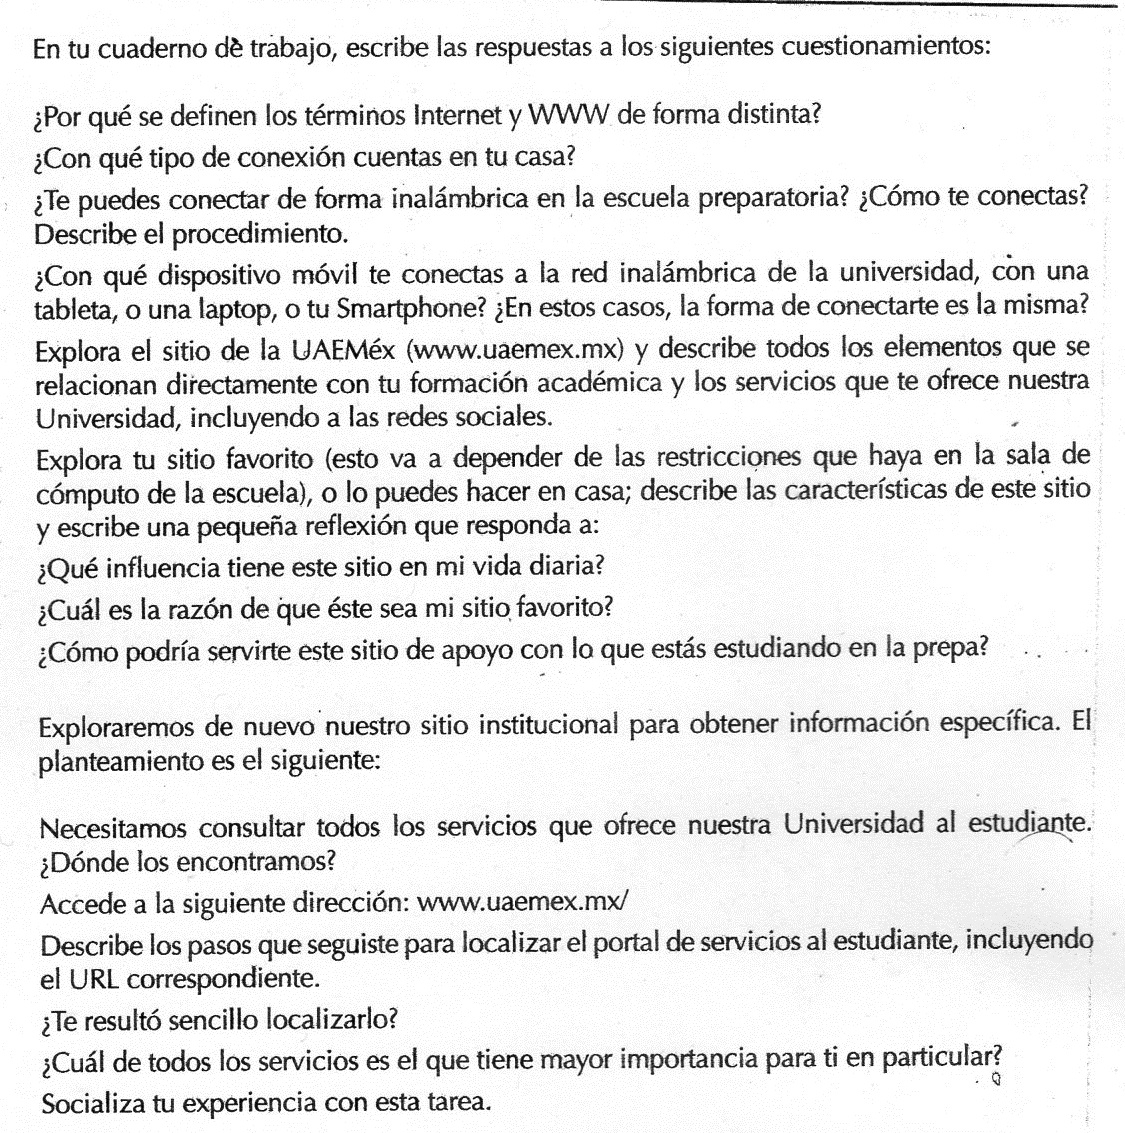 En tu cuaderno de trabajo, escribe las respuestas a los siguientes cuestionamientos:
¿Por qué se definen los términos Internet y WWW de forma distinta?
¿Con qué tipo de conexión cuentas en tu casa?
¿Te puedes conectar de forma inalámbrica en la escuela preparatoria? ¿Cómo te conectas?
Describe el procedimiento.
¿Con qué dispositivo móvil te conectas a la red inalámbrica de la universidad, con una
tableta, o una laptop, o tu Smartphone? ¿En estos casos, la forma de conectarte es la misma?
Explora el sitio de la UAEMéx (www.uaemex.mx) y describe todos los elementos que se
relacionan directamente con tu formación académica y los servicios que te ofrece nuestra
Universidad, incluyendo a las redes sociales.
Explora tu sitio favorito (esto va a depender de las restricciones que haya en la sala de
cómputo de la escuela), o lo puedes hacer en casa; describe las características de este sitio
y escribe una pequeña reflexión que responda a:
¿Qué influencia tiene este sitio en mi vida diaria?
¿Cuál es la razón de que éste sea mi sitio favorito?
¿Cómo podría servirte este sitio de apoyo con lo que estás estudiando en la prepa?
Exploraremos de nuevo nuestro sitio institucional para obtener información específica. El
planteamiento es el siguiente:
Necesitamos consultar todos los servicios que ofrece nuestra Universidad al estudiante.
¿Dónde los encontramos?
Accede a la siguiente dirección: www.uaemex.mx/
Describe los pasos que seguiste para localizar el portal de servicios al estudiante, incluyendo
el URL correspondiente.
¿Te resultó sencillo localizarlo?
¿Cuál de todos los servicios es el que tiene mayor importancia para ti en particular?
Socializa tu experiencia con esta tarea.